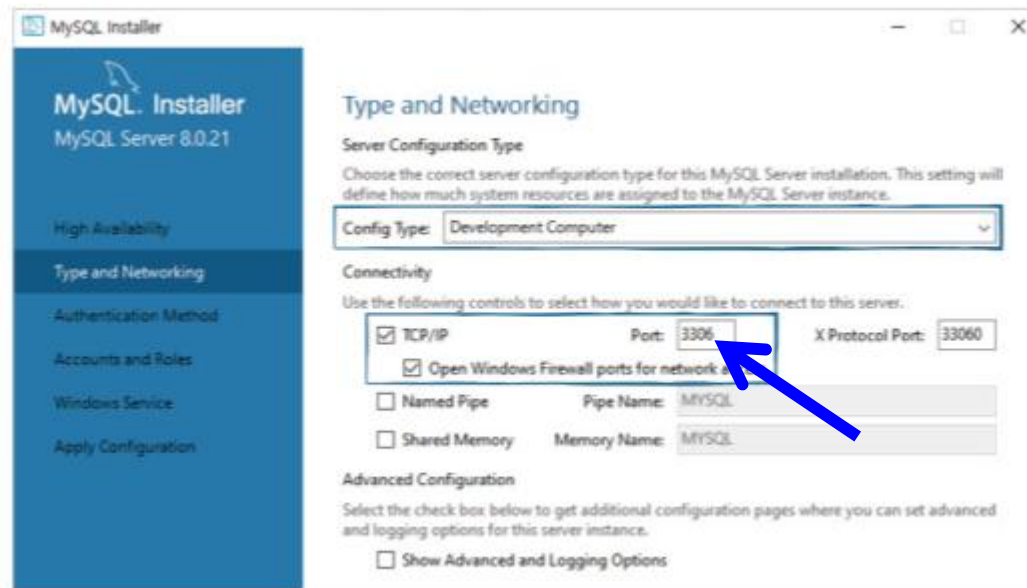 MySQL Installer
MySQL. Installer
MySQL Server 8.0.21
High Availability
Type and Networking
Authentication Method
Accounts and Roles
Windows Service
Apply Configuration
Type and Networking
Server Configuration Type
Choose the correct server configuration type for this MySQL Server installation. This setting will
define how much system resources are assigned to the MySQL Server instance.
Config Type: Development Computer
Connectivity
Use the following controls to select how you would like to connect to this server.
TCP/IP Port: 3306 X Protocol Port: 33060
Open Windows Firewall ports for network
Named Pipe Pipe Name: MYSQL
Shared Memory Memory Name: MYSQL
Advanced Configuration
Select the check box below to get additional configuration pages where you can set advanced
and logging options for this server instance.
Show Advanced and Logging Options